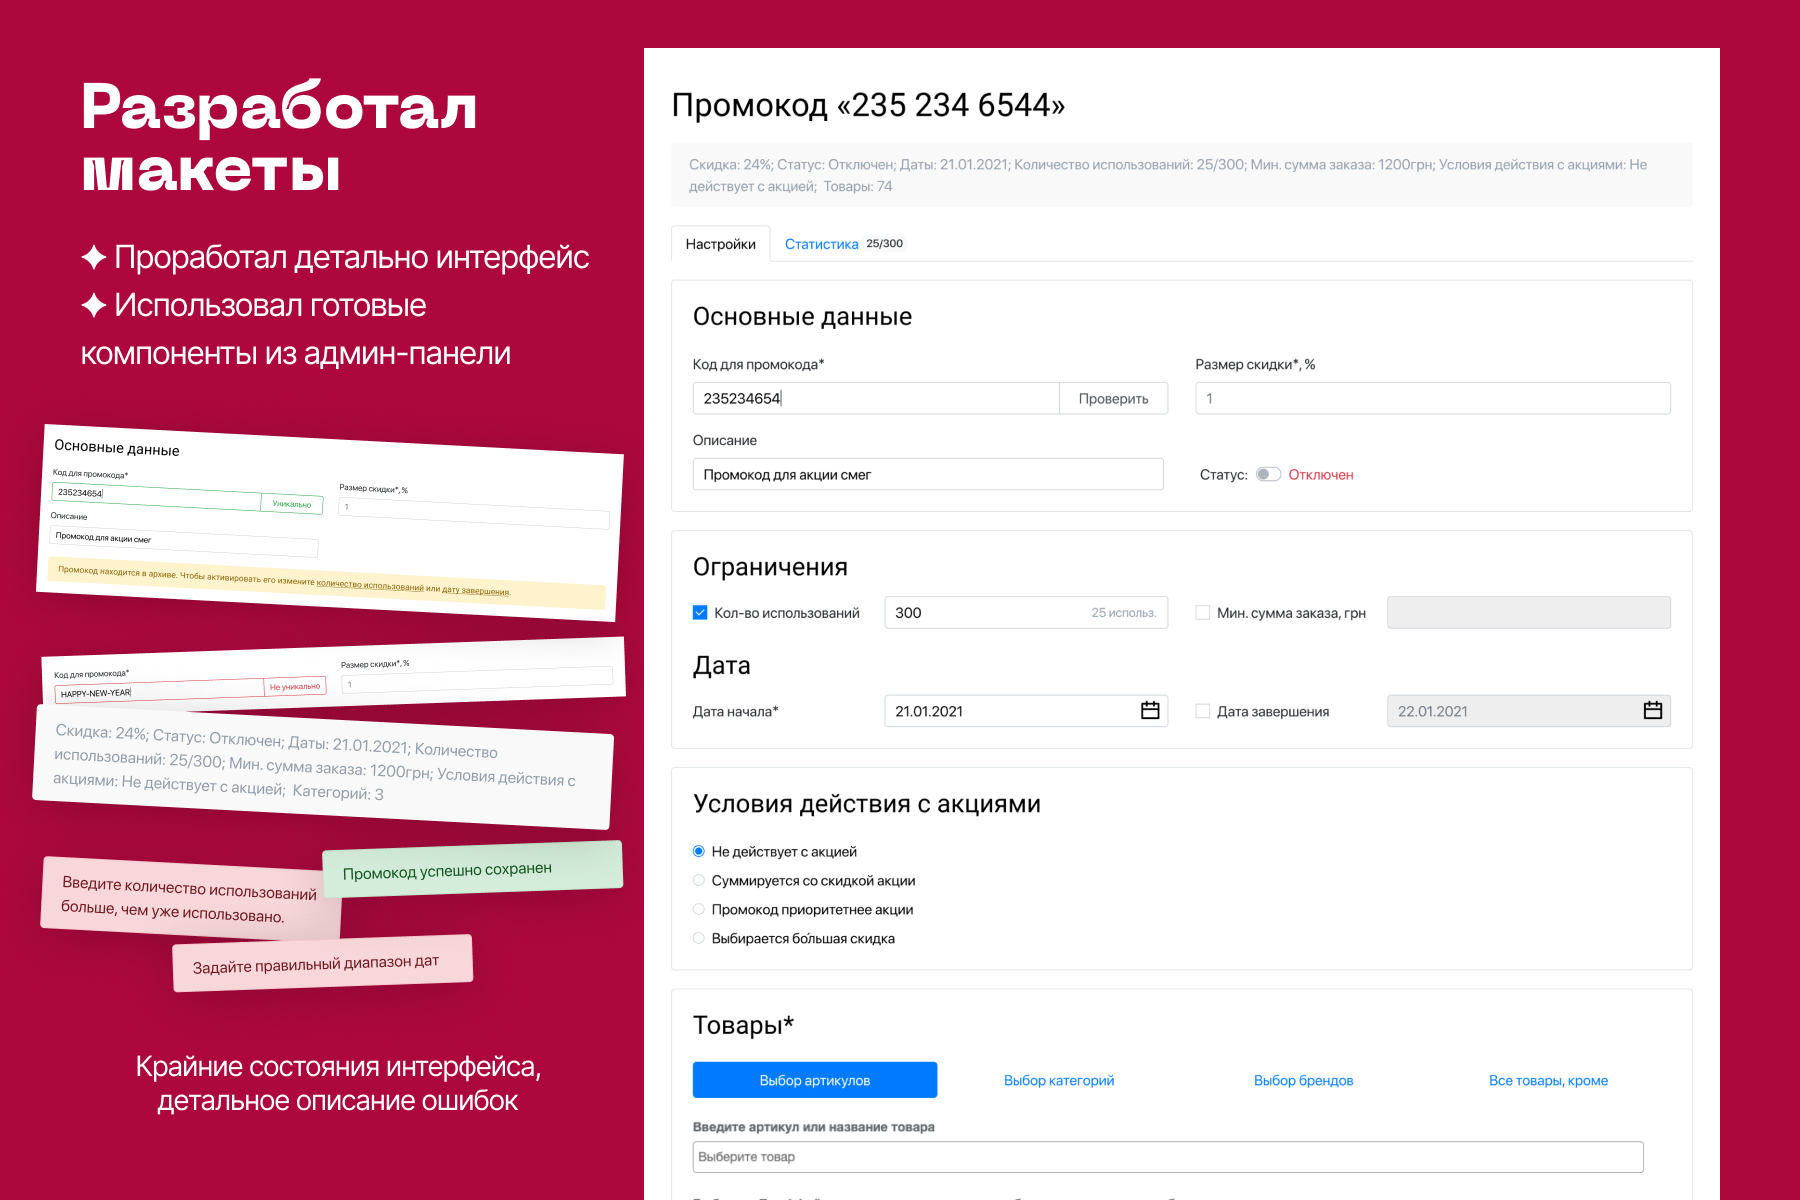 Разработал
макеты
✦ Проработал детально интерфейс
✦ Использовал готовые
компоненты из админ-панели
Основные данные
Код для промокода*
Размер скидки*, %
235234654
Уникально
1
Описание
Промокод для акции смег
Промокод находится в архиве. Чтобы активировать его измените количество использований или дату завершения.
Код для промокода*
Размер скидки*, %
HAPPY-NEW-YEAR
Не уникально
1
Скидка: 24%; Статус: Отключен; Даты: 21.01.2021; Количество
использований: 25/300; Мин. сумма заказа: 1200грн; Условия действия с
акциями: Не действует с акцией;  Категорий: 3
Введите количество использований
больше, чем уже использовано.
Промокод успешно сохранен
Задайте правильный диапазон дат
Крайние состояния интерфейса,
детальное описание ошибок
Промокод «235 234 6544»
Скидка: 24%; Статус: Отключен; Даты: 21.01.2021; Количество использований: 25/300; Мин. сумма заказа: 1200грн; Условия действия с акциями: Не
действует с акцией;  Товары: 74
Настройки Статистика 25/300
Основные данные
Код для промокода* Размер скидки*, %
235234654 Проверить 1
Описание
Промокод для акции смег Статус: Отключен
Ограничения
Кол-во использований 300 25 использ. Мин. сумма заказа, грн
Дата
Дата начала* 21.01.2021 Дата завершения 22.01.2021
Условия действия с акциями
Не действует с акцией
Суммируется со скидкой акции
Промокод приоритетнее акции
Выбирается бо́льшая скидка
Товары*
Выбор артикулов Выбор категорий Выбор брендов Все товары, кроме
Введите артикул или название товара
Выберите товар